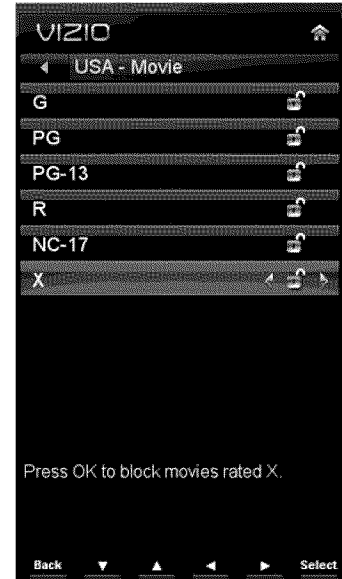 VIZIO
USA - Movie
G
PG
PG-13
R
NC-17
X
Press OK to block movies rated X.
Back Select